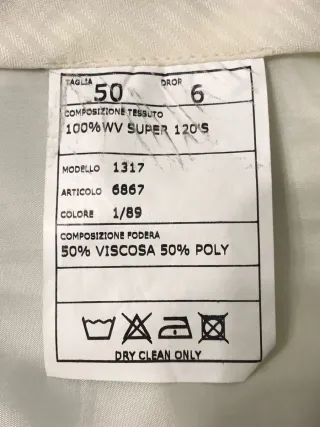 TAGLIA 50 DROP 6
COMPOSIZIONE TESSUTO
100%WV SUPER 120'S
MODELLO 1317
ARTICOLO 6867
COLORE 1/89
COMPOSIZIONE FODERA
50% VISCOSA 50% POLY
DRY CLEAN ONLY